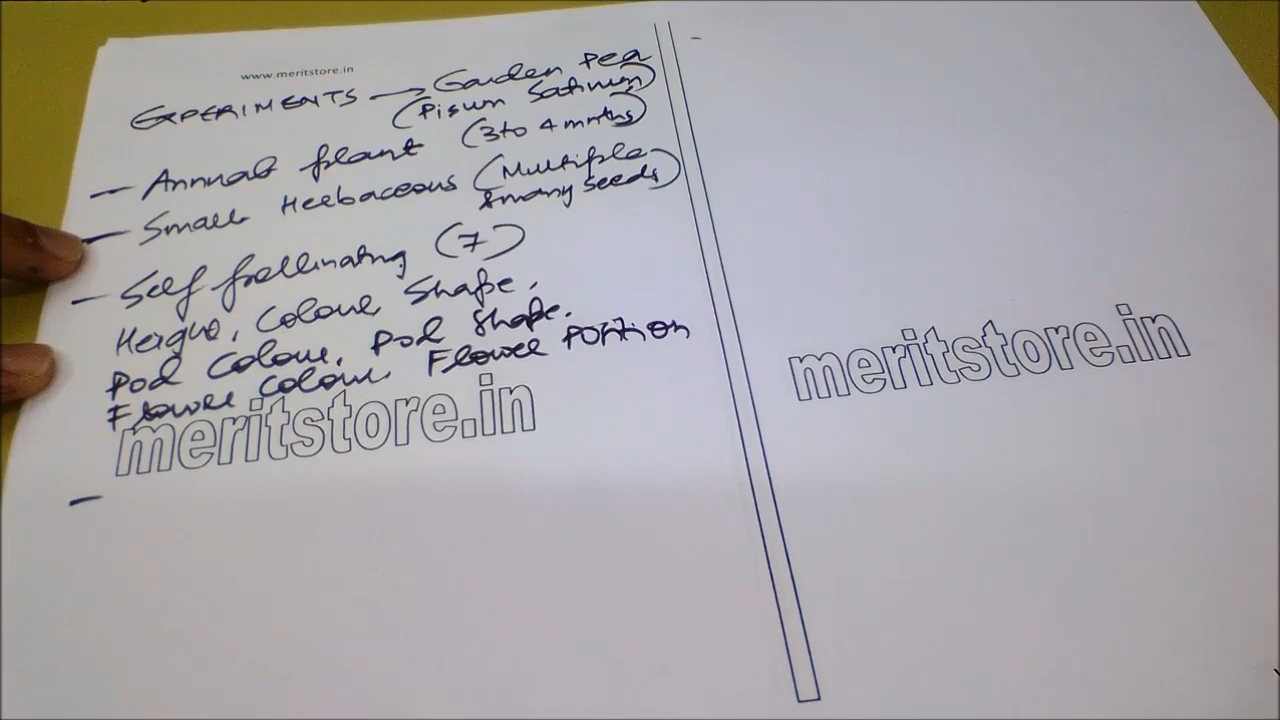 www.meritstore.in
EXPERIMENTS → Garden Pea
(Pisum Sativum)
— Annual plant (3 to 4 mnths)
— Small Herbaceous (Multiple
& many seeds)
— Self pollinating (7)
Height, Colour, Shape,
Pod Colour, Pod Shape,
Flower Colour, Flower Portion
meritstore.in
—
meritstore.in